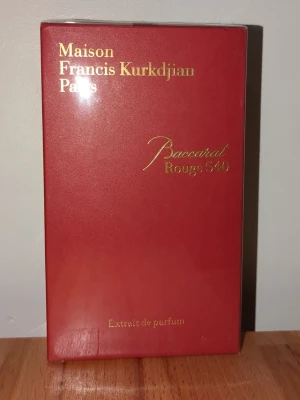 Maison
Francis Kurkdjian
Paris
Baccarat
Rouge 540
Extrait de parfum